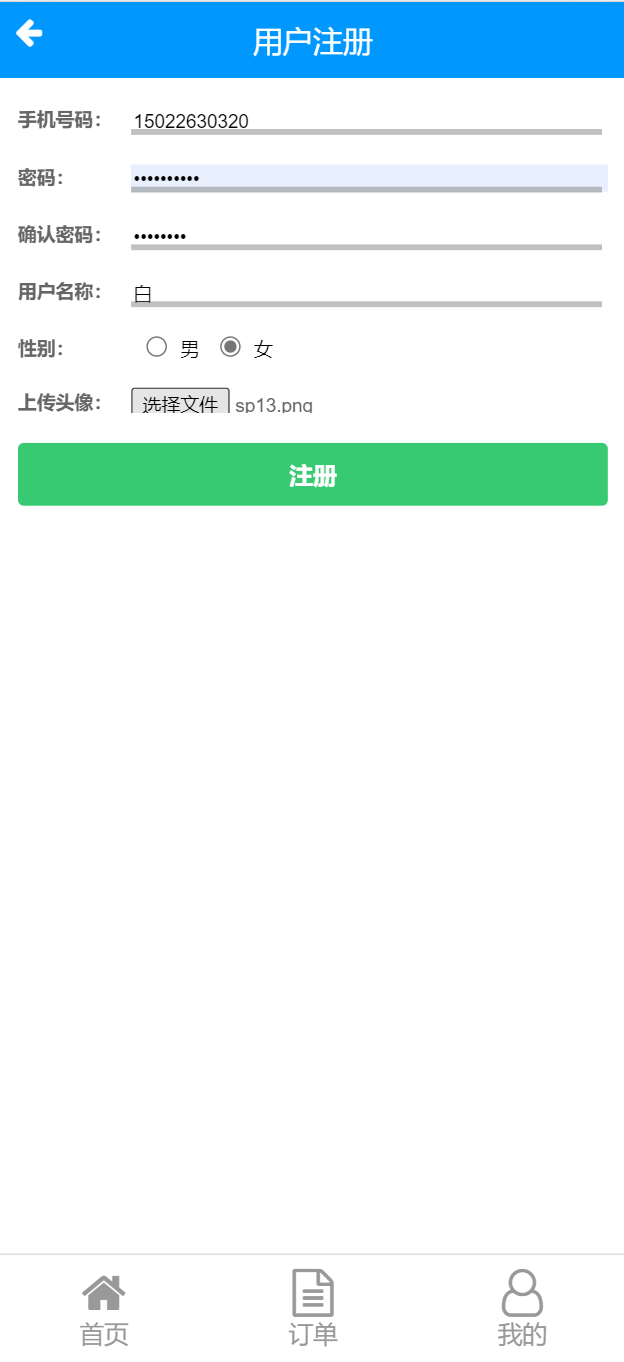 用户注册
手机号码： 15022630320
密码： ••••••••••
确认密码： ••••••••
用户名称： 白
性别： 男 女
上传头像： 选择文件 sp13.png
注册
首页 订单 我的